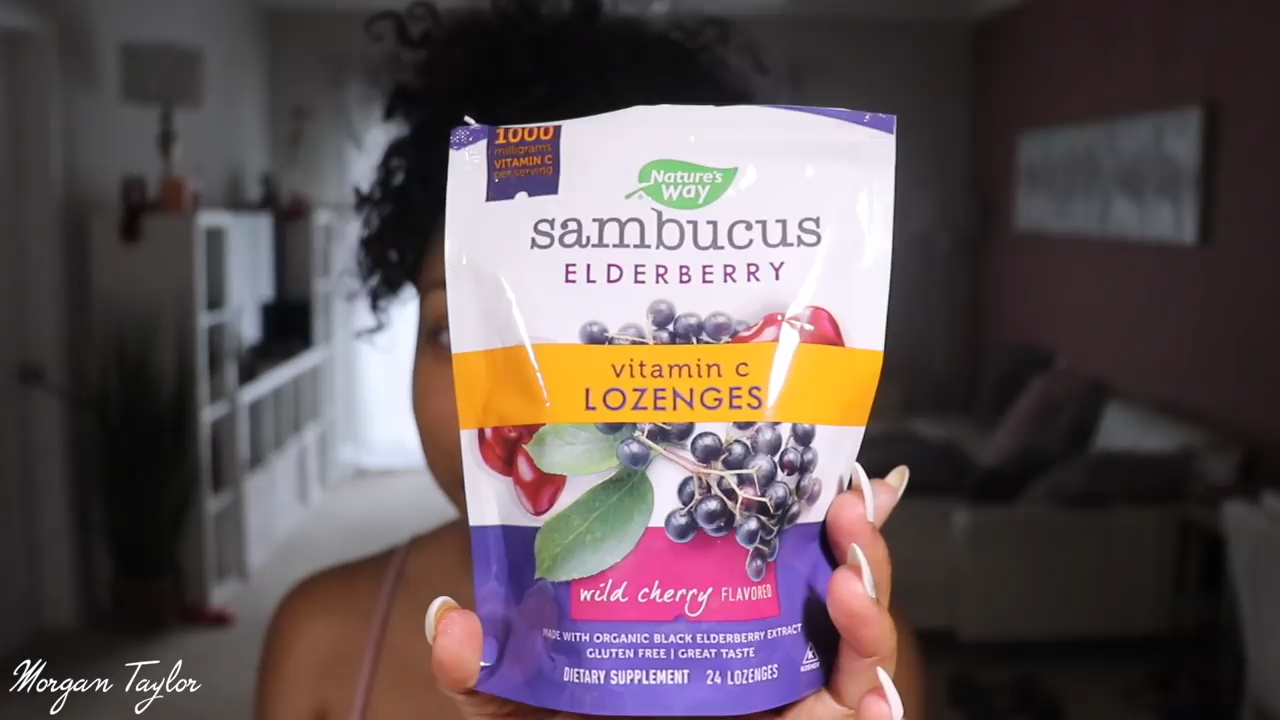 1000
milligrams
VITAMIN C
per serving
Nature's
Way
sambucus
ELDERBERRY
vitamin c
LOZENGES
wild cherry FLAVORED
MADE WITH ORGANIC BLACK ELDERBERRY EXTRACT
GLUTEN FREE | GREAT TASTE
DIETARY SUPPLEMENT 24 LOZENGES
K
KOSHER
Morgan Taylor